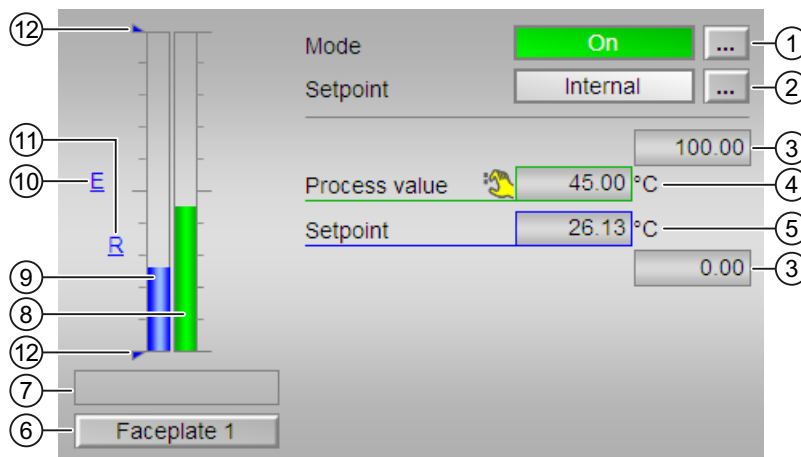 ⑫
Mode On ... ①
Setpoint Internal ... ②
100.00 ③
⑪
⑩ E Process value 45.00 °C ④
R Setpoint 26.13 °C ⑤
⑨ 0.00 ③
⑧
⑫
⑦
⑥ Faceplate 1